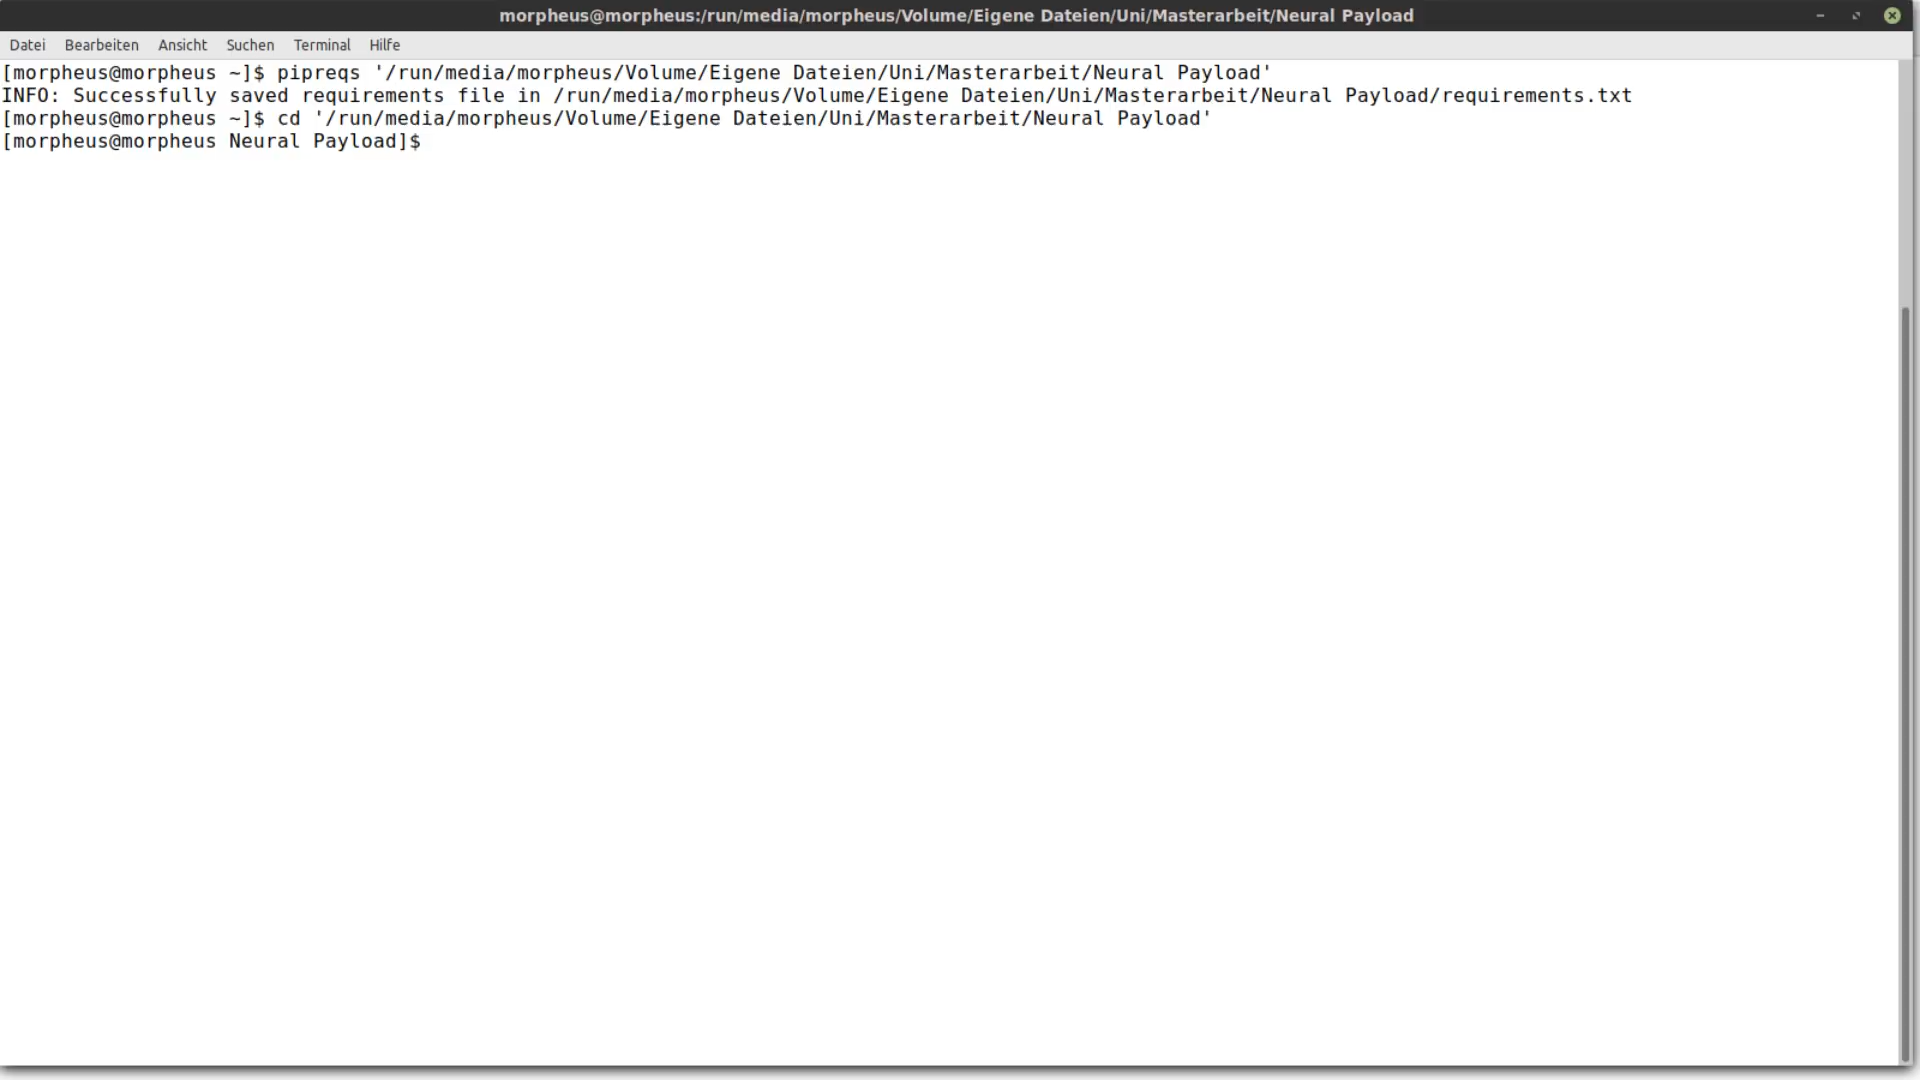 morpheus@morpheus:/run/media/morpheus/Volume/Eigene Dateien/Uni/Masterarbeit/Neural Payload
Datei Bearbeiten Ansicht Suchen Terminal Hilfe
[morpheus@morpheus ~]$ pipreqs '/run/media/morpheus/Volume/Eigene Dateien/Uni/Masterarbeit/Neural Payload'
INFO: Successfully saved requirements file in /run/media/morpheus/Volume/Eigene Dateien/Uni/Masterarbeit/Neural Payload/requirements.txt
[morpheus@morpheus ~]$ cd '/run/media/morpheus/Volume/Eigene Dateien/Uni/Masterarbeit/Neural Payload'
[morpheus@morpheus Neural Payload]$